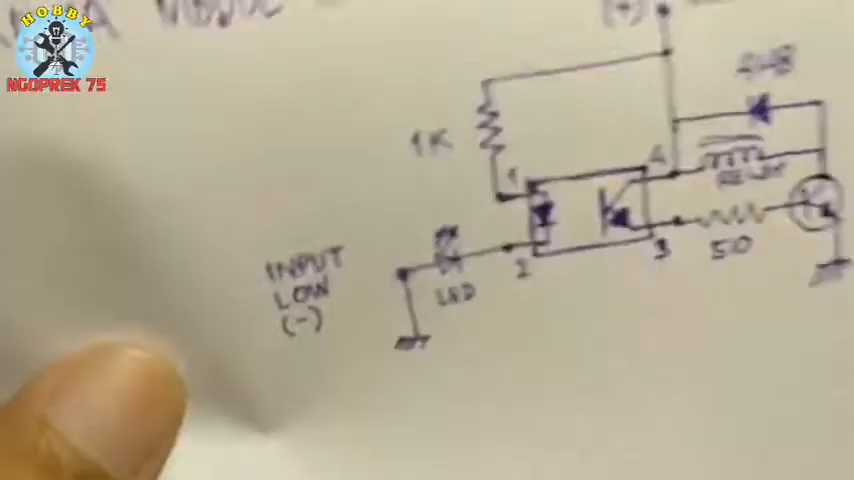 HOBBY
NGOPREK 75
(+)
4148
1K
1
4
RELAY
INPUT
LOW
(-)
LED
2
3
510